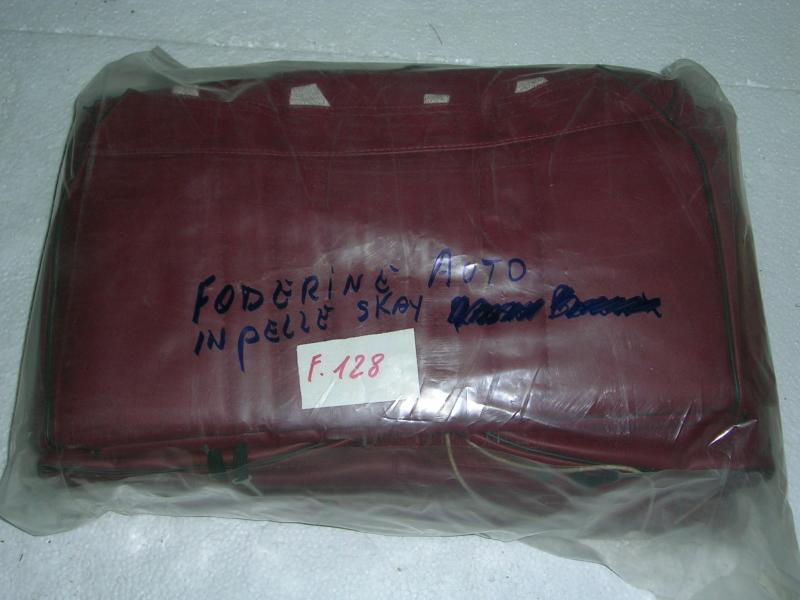 FODERINE AUTO
IN PELLE SKAY
F. 128